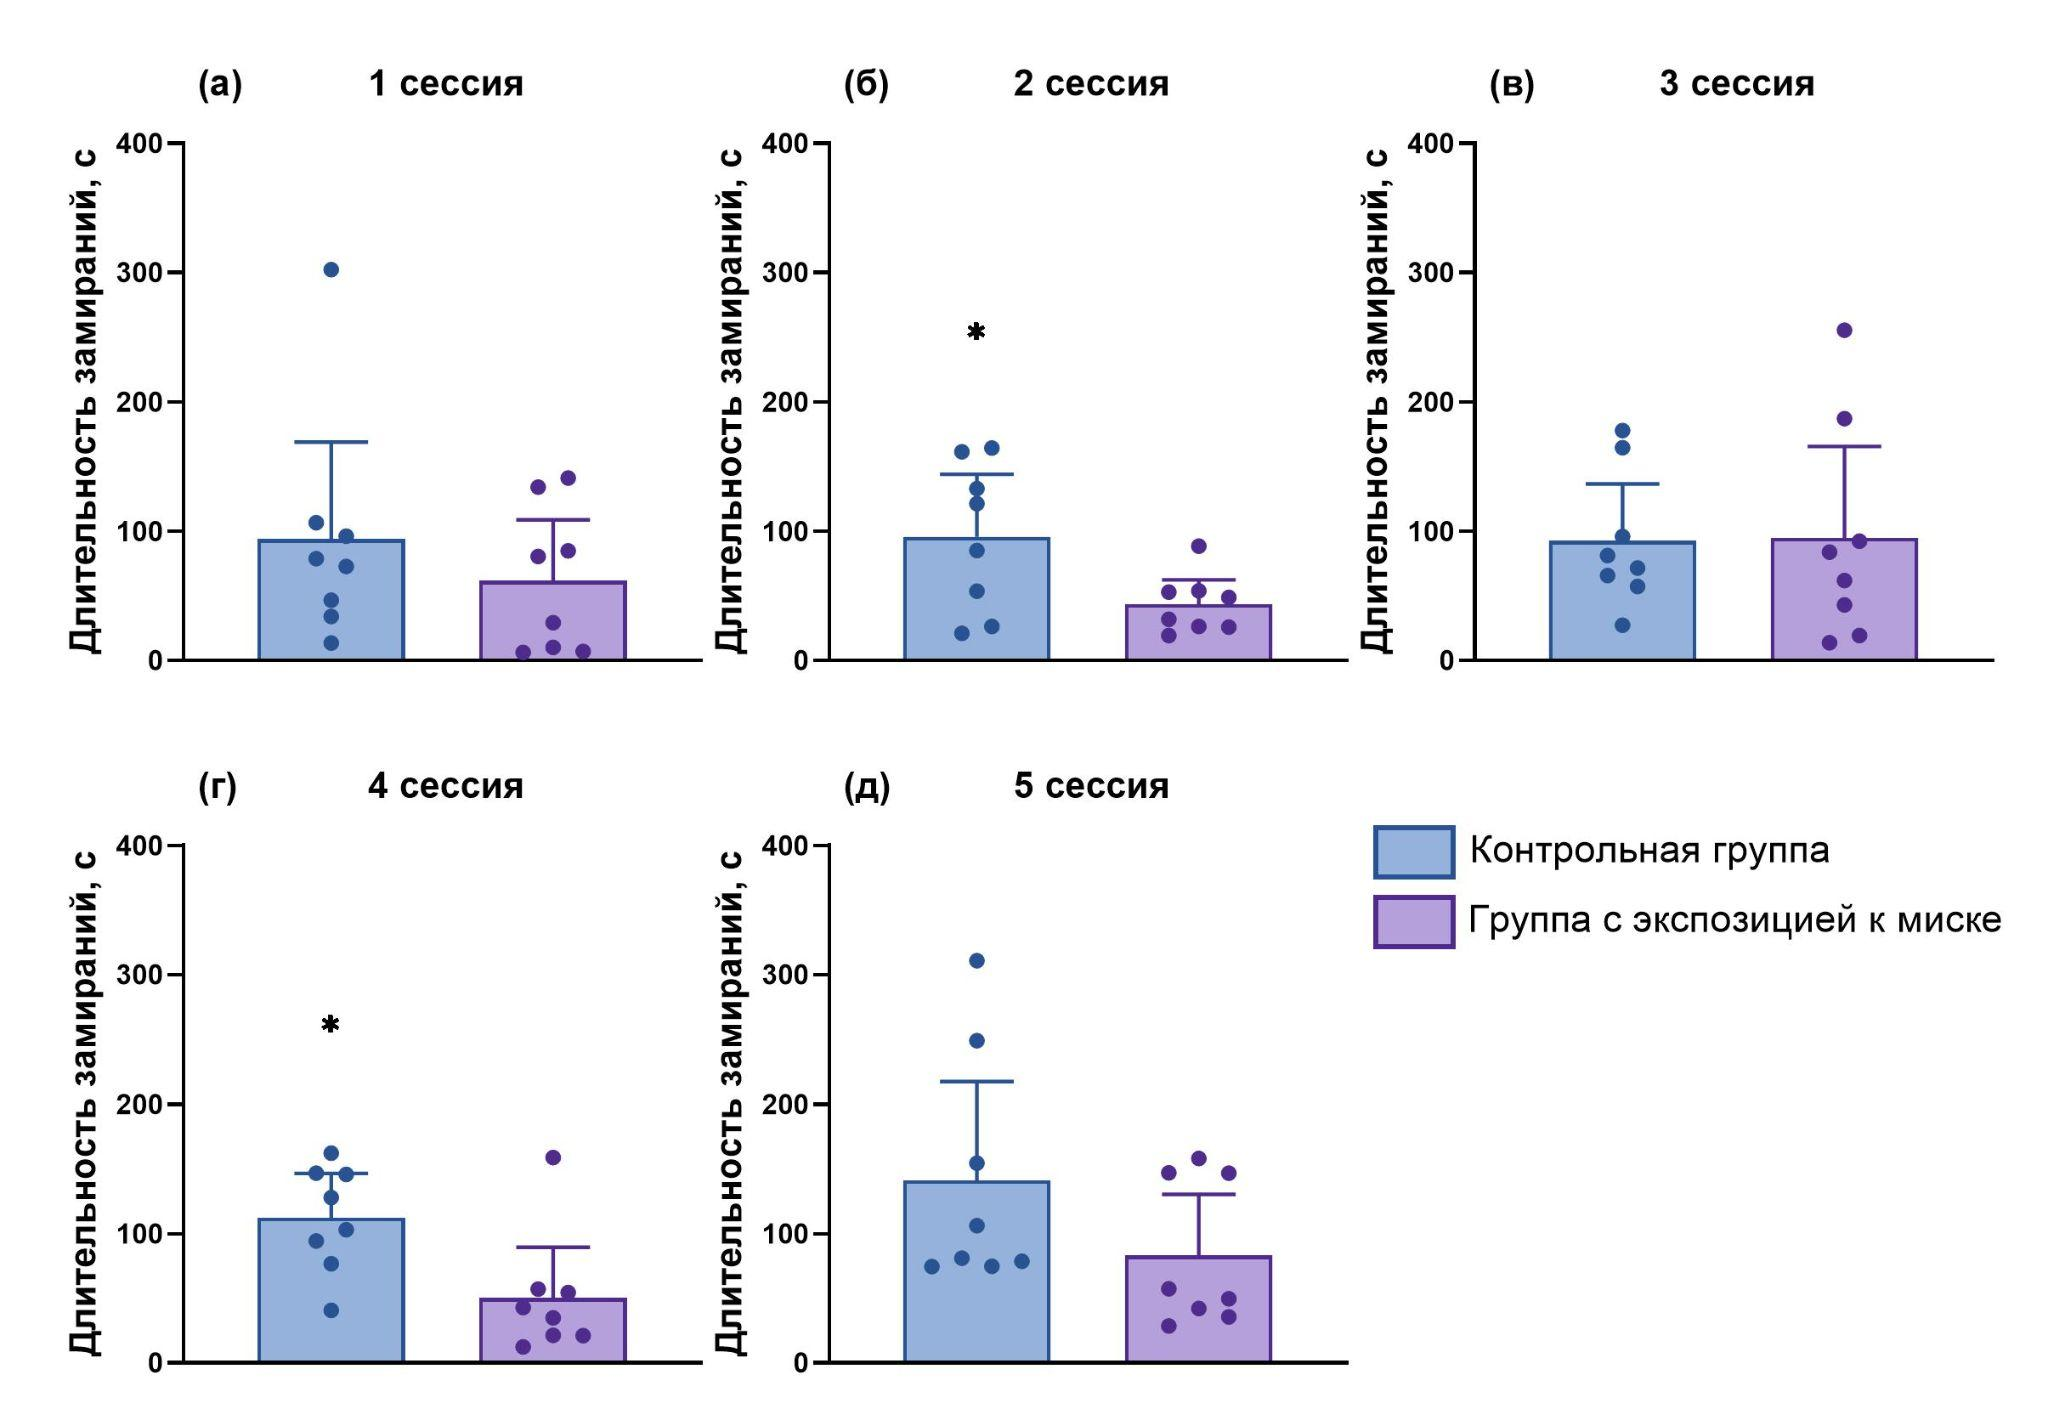 (а) 1 сессия
400
300
200
100
0
Длительность замираний, с
(б) 2 сессия
400
300
200
100
0
Длительность замираний, с
*
(в) 3 сессия
400
300
200
100
0
Длительность замираний, с
(г) 4 сессия
400
300
200
100
0
Длительность замираний, с
*
(д) 5 сессия
400
300
200
100
0
Длительность замираний, с
Контрольная группа
Группа с экспозицией к миске